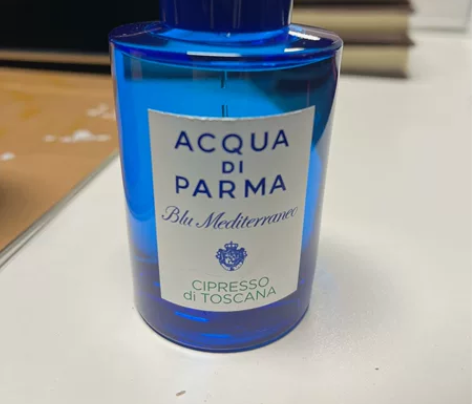 ACQUA
DI
PARMA
Blu Mediterraneo
CIPRESSO
di TOSCANA